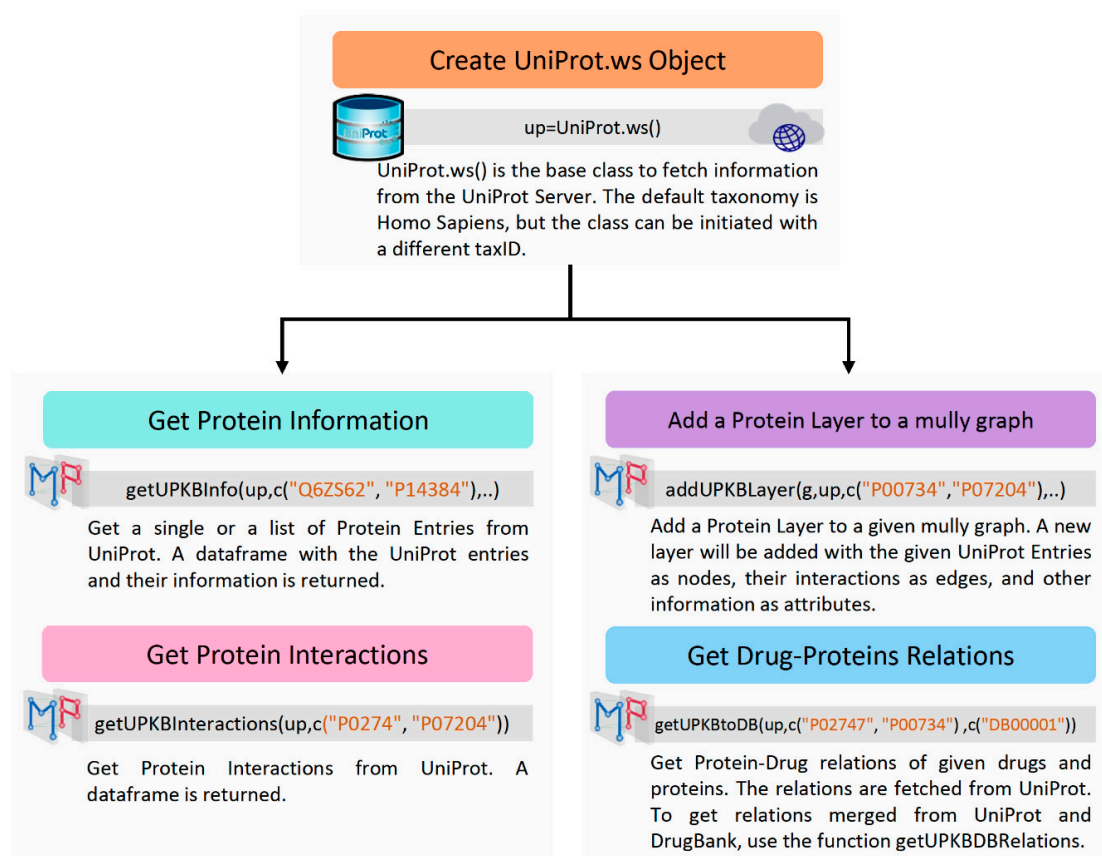 Create UniProt.ws Object
UniProt
up=UniProt.ws()
UniProt.ws() is the base class to fetch information
from the UniProt Server. The default taxonomy is
Homo Sapiens, but the class can be initiated with
a different taxID.
Get Protein Information
MP
getUPKBInfo(up,c("Q6ZS62", "P14384"),..)
Get a single or a list of Protein Entries from
UniProt. A dataframe with the UniProt entries
and their information is returned.
Get Protein Interactions
MP
getUPKBInteractions(up,c("P0274", "P07204"))
Get Protein Interactions from UniProt. A
dataframe is returned.
Add a Protein Layer to a mully graph
MP
addUPKBLayer(g,up,c("P00734","P07204"),..)
Add a Protein Layer to a given mully graph. A new
layer will be added with the given UniProt Entries
as nodes, their interactions as edges, and other
information as attributes.
Get Drug-Proteins Relations
MP
getUPKBtoDB(up,c("P02747", "P00734") ,c("DB00001"))
Get Protein-Drug relations of given drugs and
proteins. The relations are fetched from UniProt.
To get relations merged from UniProt and
DrugBank, use the function getUPKBDBRelations.